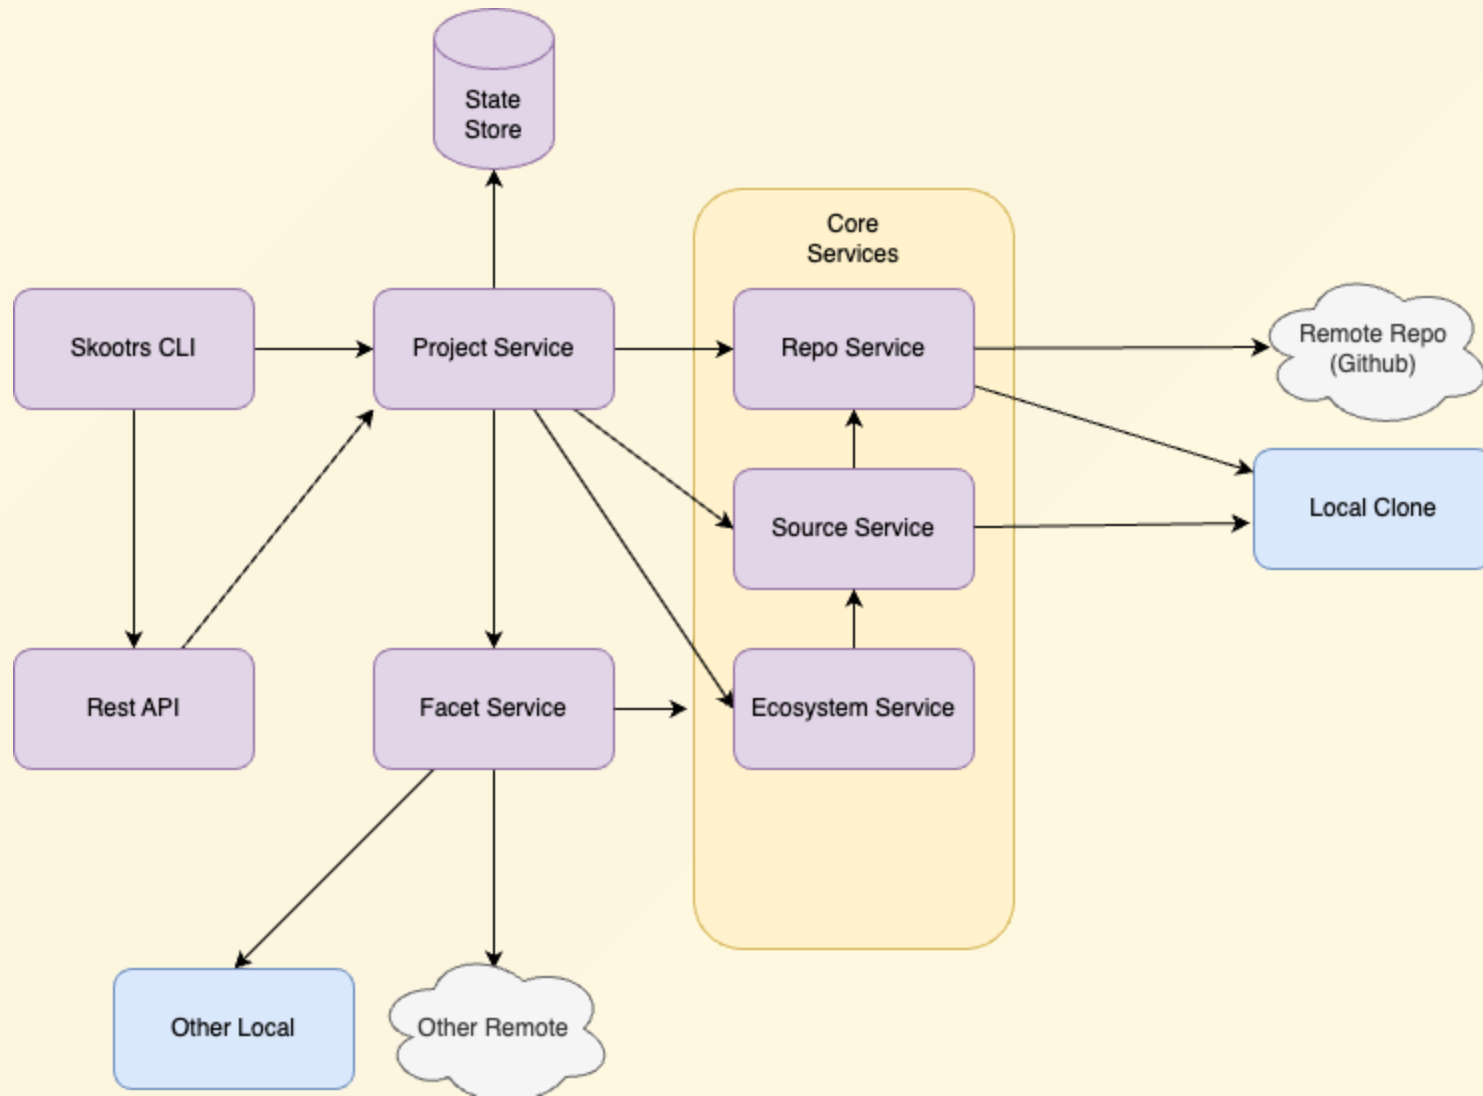 State
Store
Core
Services
Skootrs CLI
Project Service
Repo Service
Remote Repo
(Github)
Source Service
Local Clone
Rest API
Facet Service
Ecosystem Service
Other Local
Other Remote